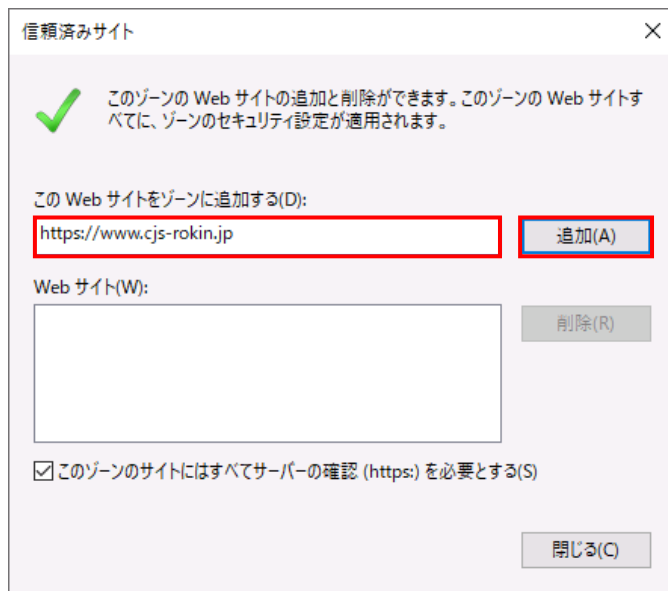 信頼済みサイト
このゾーンの Web サイトの追加と削除ができます。このゾーンの Web サイトす
べてに、ゾーンのセキュリティ設定が適用されます。
この Web サイトをゾーンに追加する(D):
https://www.cjs-rokin.jp
追加(A)
Web サイト(W):
削除(R)
このゾーンのサイトにはすべてサーバーの確認 (https:) を必要とする(S)
閉じる(C)